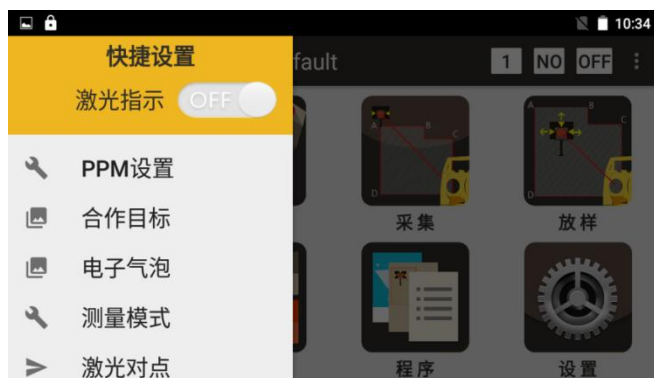 10:34
快捷设置
激光指示 OFF
fault
1 NO OFF
PPM设置
合作目标
电子气泡
测量模式
激光对点
A B C D
采集
A B C D
放样
程序
设置